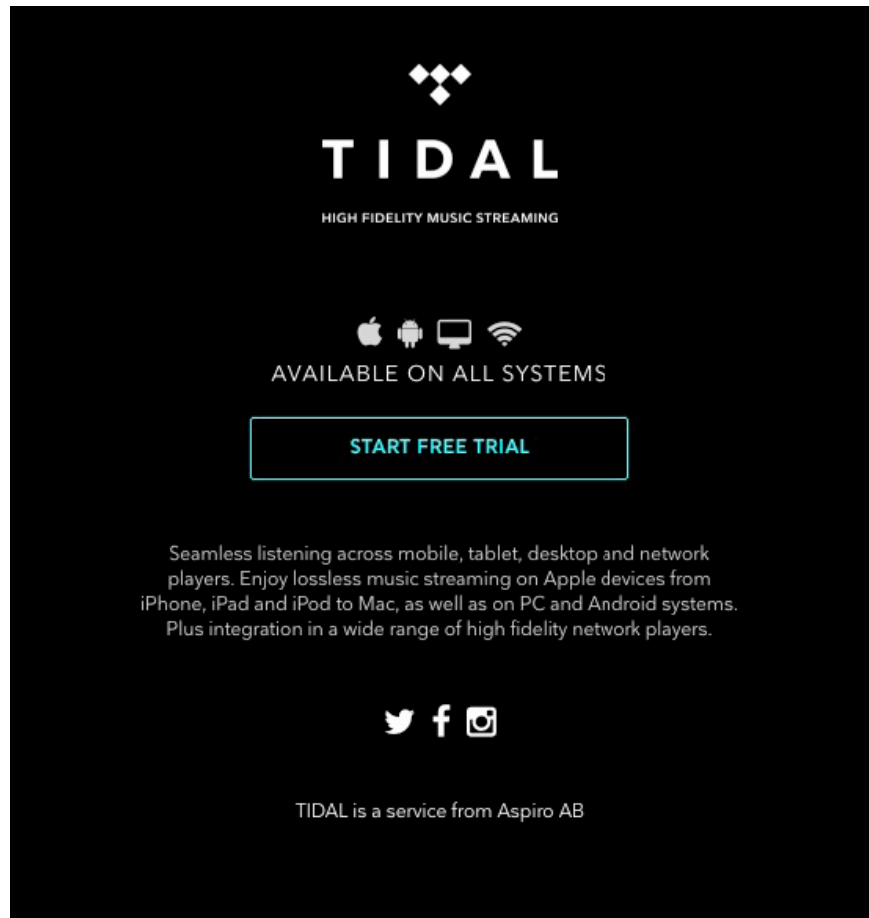 TIDAL
HIGH FIDELITY MUSIC STREAMING
AVAILABLE ON ALL SYSTEMS
START FREE TRIAL
Seamless listening across mobile, tablet, desktop and network
players. Enjoy lossless music streaming on Apple devices from
iPhone, iPad and iPod to Mac, as well as on PC and Android systems.
Plus integration in a wide range of high fidelity network players.
TIDAL is a service from Aspiro AB